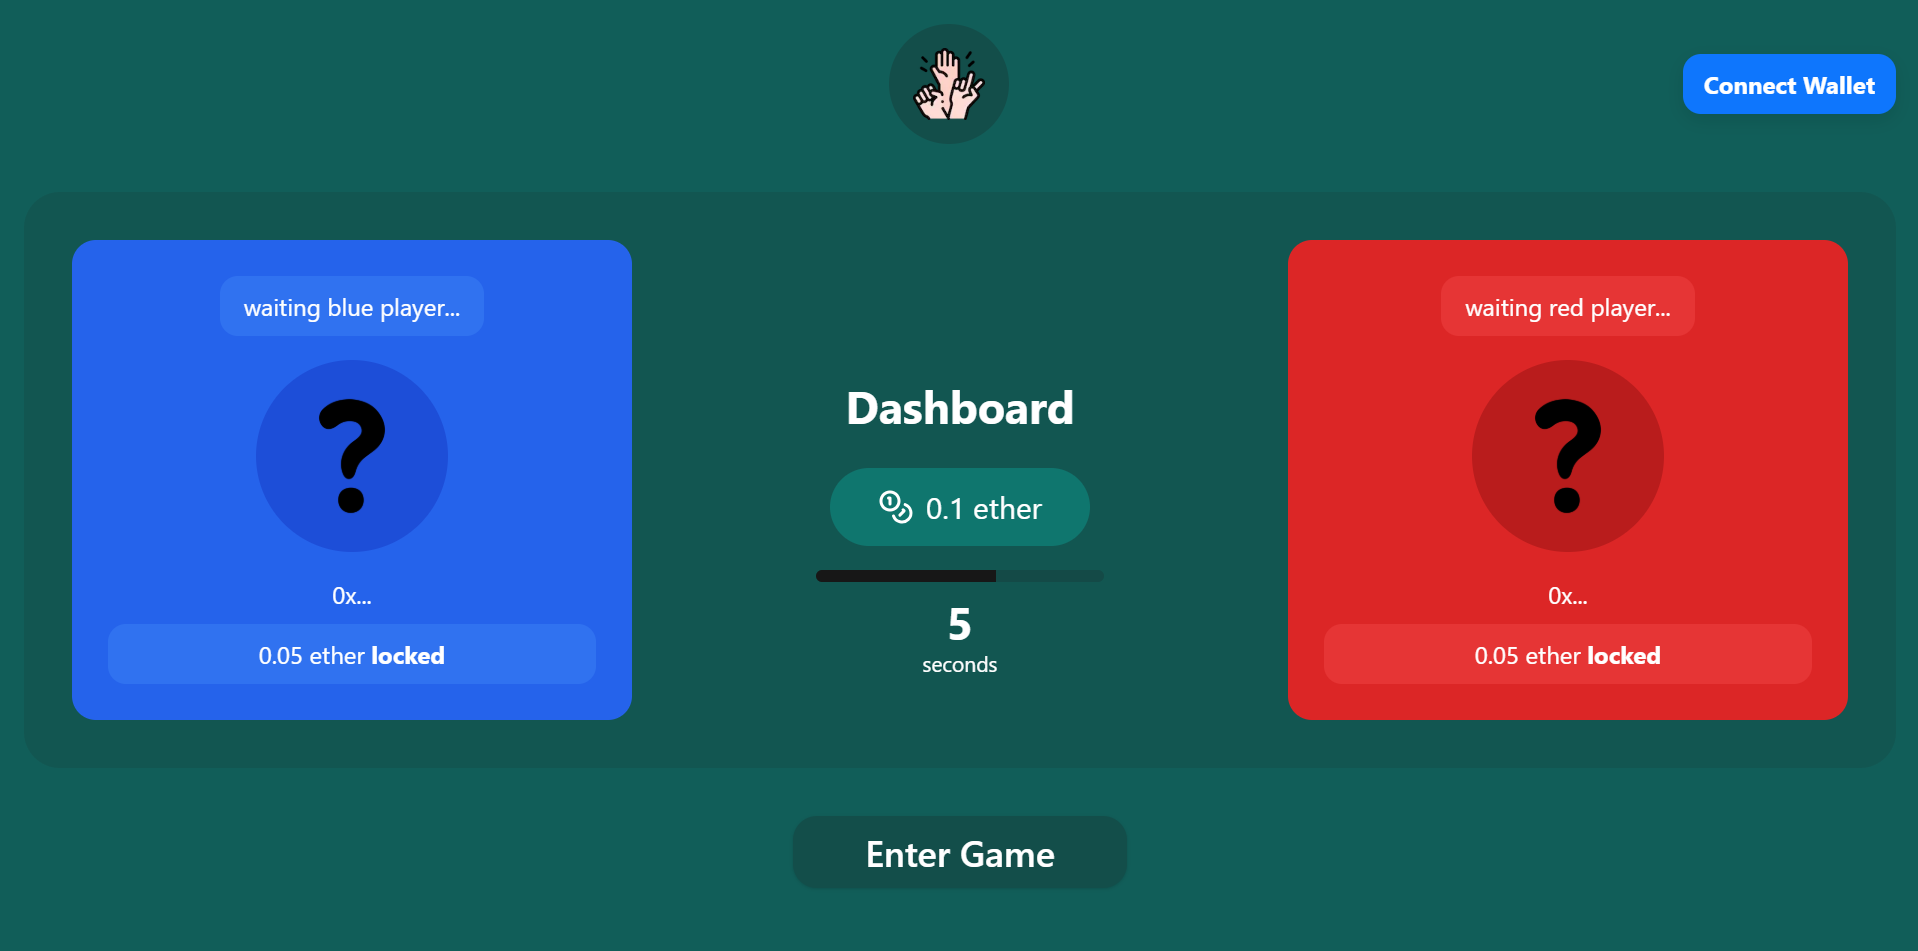 Connect Wallet
waiting blue player...
0x...
0.05 ether locked
Dashboard
0.1 ether
5
seconds
waiting red player...
0x...
0.05 ether locked
Enter Game